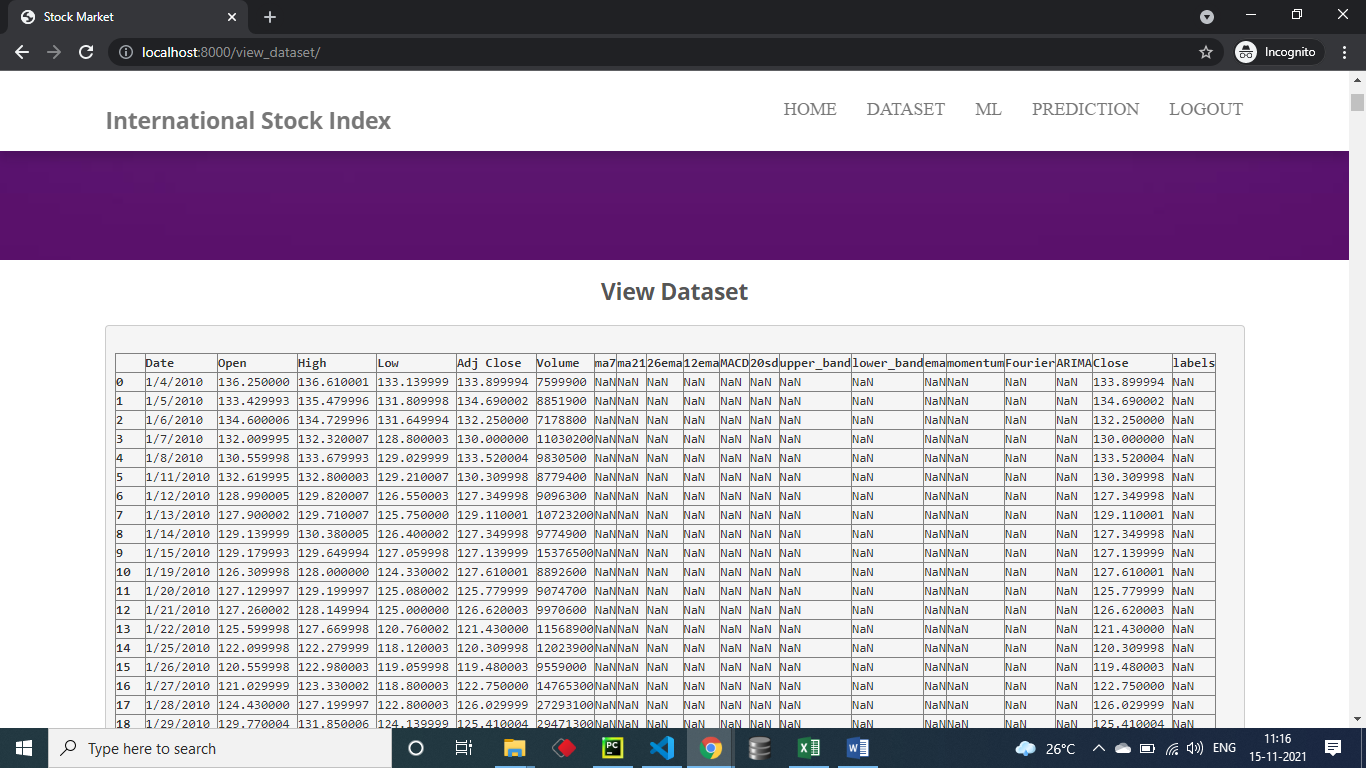 Stock Market
localhost:8000/view_dataset/
Incognito
International Stock Index
HOME DATASET ML PREDICTION LOGOUT
View Dataset
Date Open High Low Adj Close Volume ma7 ma21 26ema 12ema MACD 20sd upper_band lower_band ema momentum Fourier ARIMA Close labels
0 1/4/2010 136.250000 136.610001 133.139999 133.899994 7599900 NaN NaN NaN NaN NaN NaN NaN NaN NaN NaN NaN NaN 133.899994 NaN
1 1/5/2010 133.429993 135.479996 131.809998 134.690002 8851900 NaN NaN NaN NaN NaN NaN NaN NaN NaN NaN NaN NaN 134.690002 NaN
2 1/6/2010 134.600006 134.729996 131.649994 132.250000 7178800 NaN NaN NaN NaN NaN NaN NaN NaN NaN NaN NaN NaN 132.250000 NaN
3 1/7/2010 132.009995 132.320007 128.800003 130.000000 11030200 NaN NaN NaN NaN NaN NaN NaN NaN NaN NaN NaN NaN 130.000000 NaN
4 1/8/2010 130.559998 133.679993 129.029999 133.520004 9830500 NaN NaN NaN NaN NaN NaN NaN NaN NaN NaN NaN NaN 133.520004 NaN
5 1/11/2010 132.619995 132.800003 129.210007 130.309998 8779400 NaN NaN NaN NaN NaN NaN NaN NaN NaN NaN NaN NaN 130.309998 NaN
6 1/12/2010 128.990005 129.820007 126.550003 127.349998 9096300 NaN NaN NaN NaN NaN NaN NaN NaN NaN NaN NaN NaN 127.349998 NaN
7 1/13/2010 127.900002 129.710007 125.750000 129.110001 10723200 NaN NaN NaN NaN NaN NaN NaN NaN NaN NaN NaN NaN 129.110001 NaN
8 1/14/2010 129.139999 130.380005 126.400002 127.349998 9774900 NaN NaN NaN NaN NaN NaN NaN NaN NaN NaN NaN NaN 127.349998 NaN
9 1/15/2010 129.179993 129.649994 127.059998 127.139999 15376500 NaN NaN NaN NaN NaN NaN NaN NaN NaN NaN NaN NaN 127.139999 NaN
10 1/19/2010 126.309998 128.000000 124.330002 127.610001 8892600 NaN NaN NaN NaN NaN NaN NaN NaN NaN NaN NaN NaN 127.610001 NaN
11 1/20/2010 127.129997 129.199997 125.080002 125.779999 9074700 NaN NaN NaN NaN NaN NaN NaN NaN NaN NaN NaN NaN 125.779999 NaN
12 1/21/2010 127.260002 128.149994 125.000000 126.620003 9970600 NaN NaN NaN NaN NaN NaN NaN NaN NaN NaN NaN NaN 126.620003 NaN
13 1/22/2010 125.599998 127.669998 120.760002 121.430000 11568900 NaN NaN NaN NaN NaN NaN NaN NaN NaN NaN NaN NaN 121.430000 NaN
14 1/25/2010 122.099998 122.279999 118.120003 120.309998 12023900 NaN NaN NaN NaN NaN NaN NaN NaN NaN NaN NaN NaN 120.309998 NaN
15 1/26/2010 120.559998 122.980003 119.059998 119.480003 9559000 NaN NaN NaN NaN NaN NaN NaN NaN NaN NaN NaN NaN 119.480003 NaN
16 1/27/2010 121.029999 123.330002 118.800003 122.750000 14765300 NaN NaN NaN NaN NaN NaN NaN NaN NaN NaN NaN NaN 122.750000 NaN
17 1/28/2010 124.430000 127.199997 122.800003 126.029999 27293100 NaN NaN NaN NaN NaN NaN NaN NaN NaN NaN NaN NaN 126.029999 NaN
18 1/29/2010 129.770004 131.850006 124.139999 125.410004 29471300 NaN NaN NaN NaN NaN NaN NaN NaN NaN NaN NaN NaN 125.410004 NaN
Type here to search
PC
26°C
ENG
11:16
15-11-2021